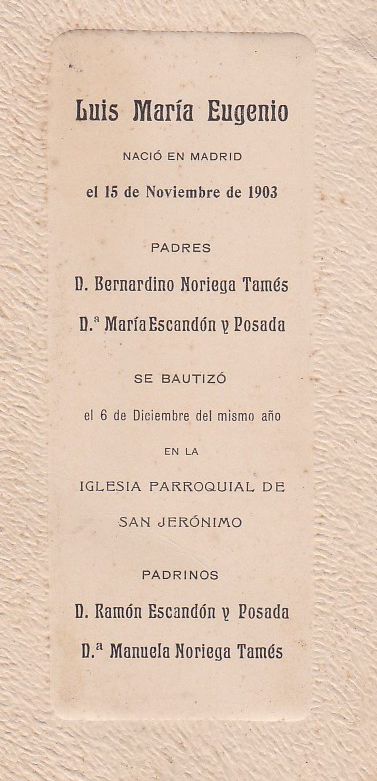 Luis María Eugenio
NACIÓ EN MADRID
el 15 de Noviembre de 1903
PADRES
D. Bernardino Noriega Tamés
D.ª María Escandón y Posada
SE BAUTIZÓ
el 6 de Diciembre del mismo año
EN LA
IGLESIA PARROQUIAL DE
SAN JERÓNIMO
PADRINOS
D. Ramón Escandón y Posada
D.ª Manuela Noriega Tamés